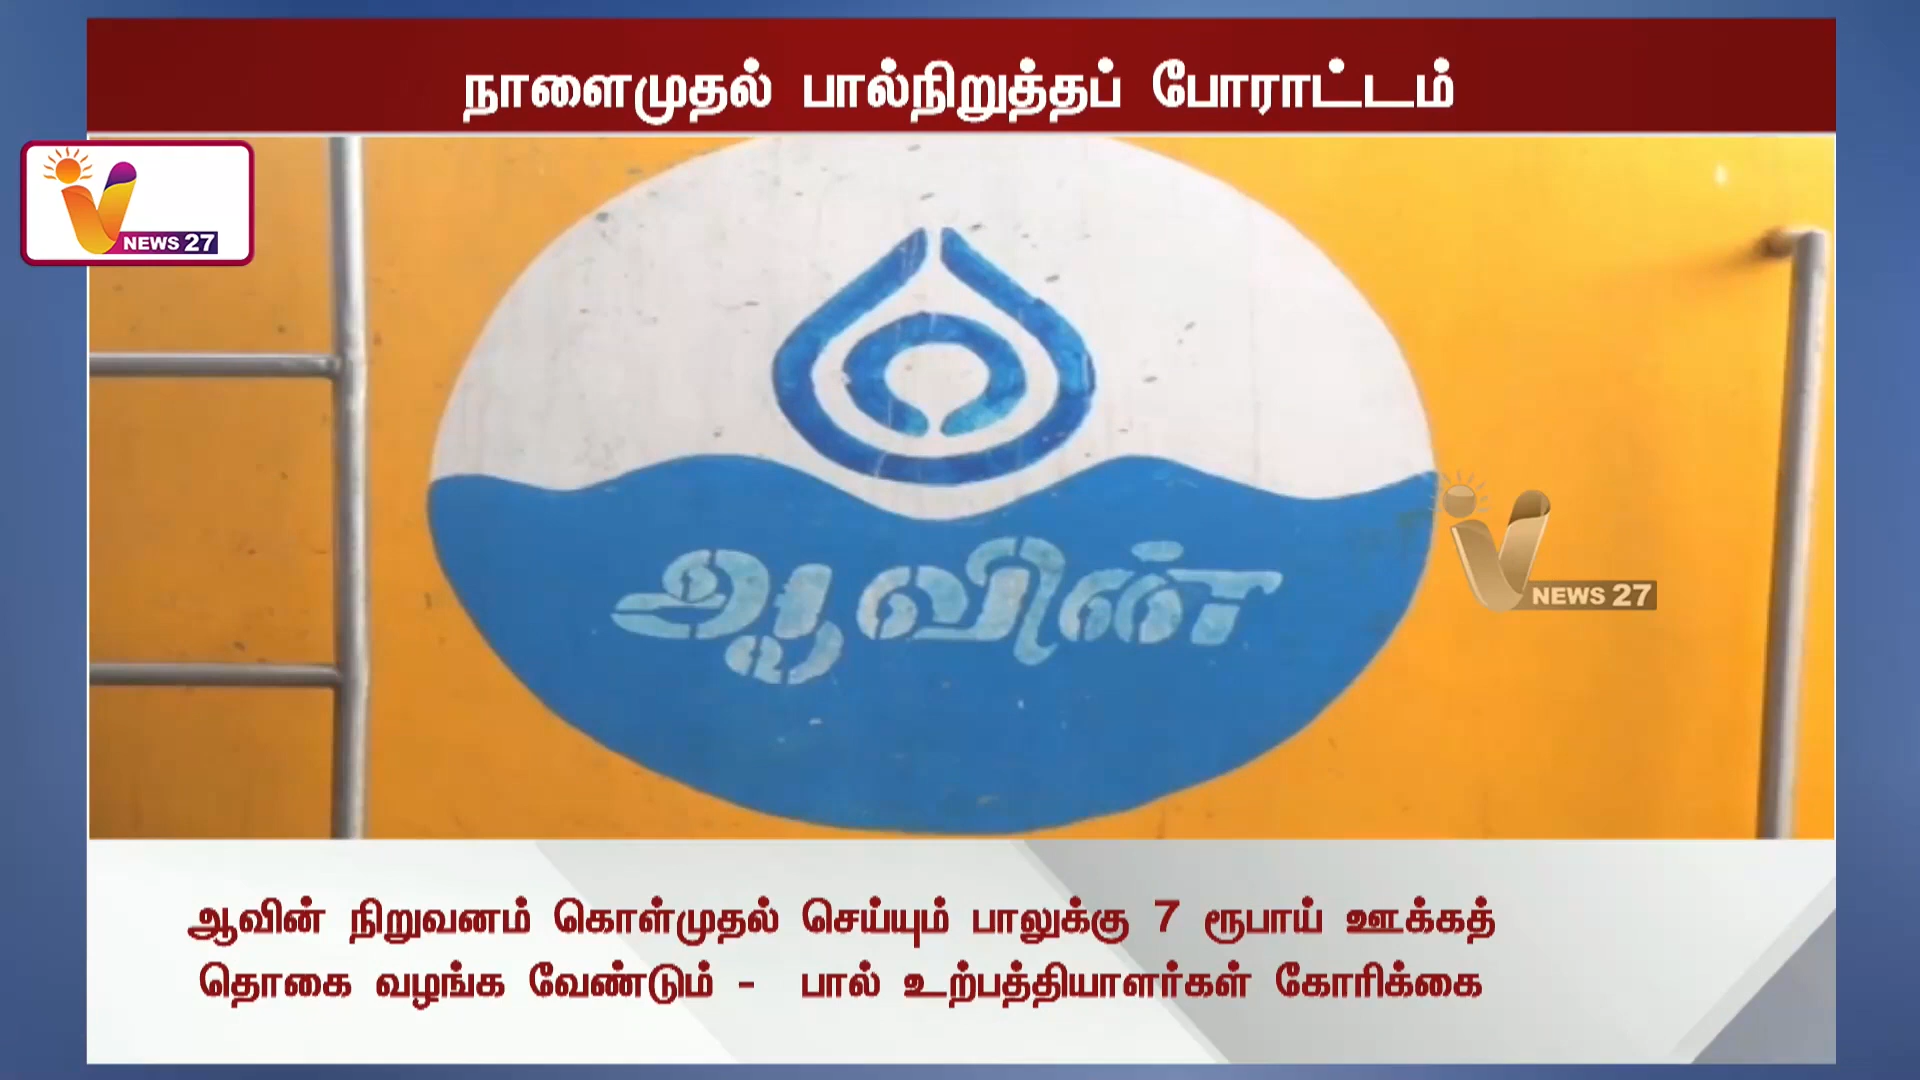 நாளைமுதல் பால்நிறுத்தப் போராட்டம்
NEWS 27
ஆவின்
NEWS 27
ஆவின் நிறுவனம் கொள்முதல் செய்யும் பாலுக்கு 7 ரூபாய் ஊக்கத்
தொகை வழங்க வேண்டும் - பால் உற்பத்தியாளர்கள் கோரிக்கை